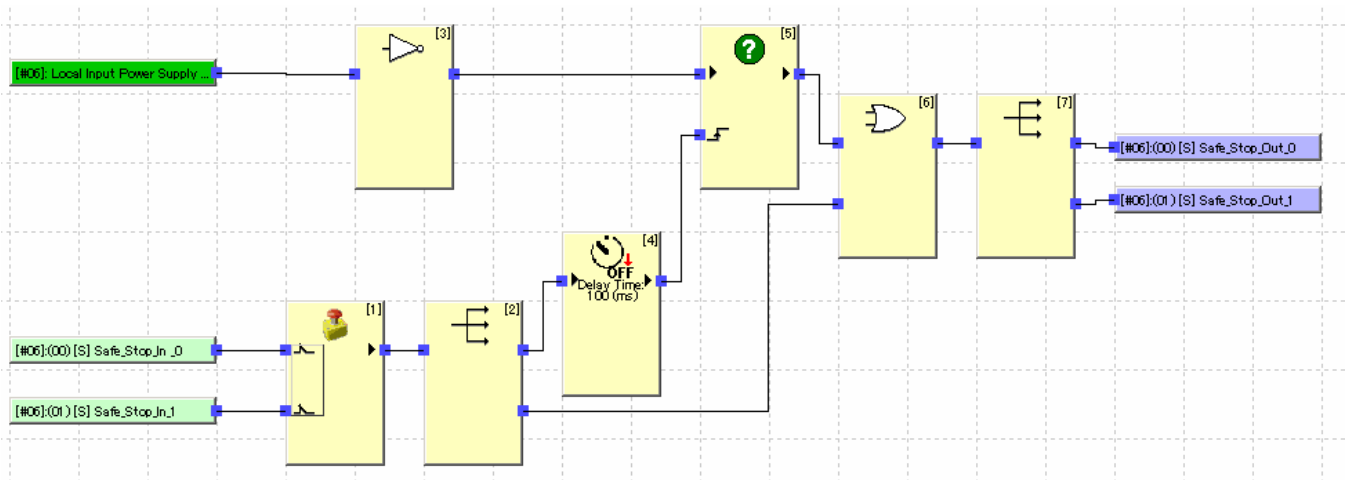 [3]
[5]
?
[#06]: Local Input Power Supply ...
[6]
[7]
[#06]:(00) [S] Safe_Stop_Out_0
[#06]:(01) [S] Safe_Stop_Out_1
[4]
OFF
Delay Time:
100 (ms)
[1]
[2]
[#06]:(00) [S] Safe_Stop_In _0
[#06]:(01) [S] Safe_Stop_In_1